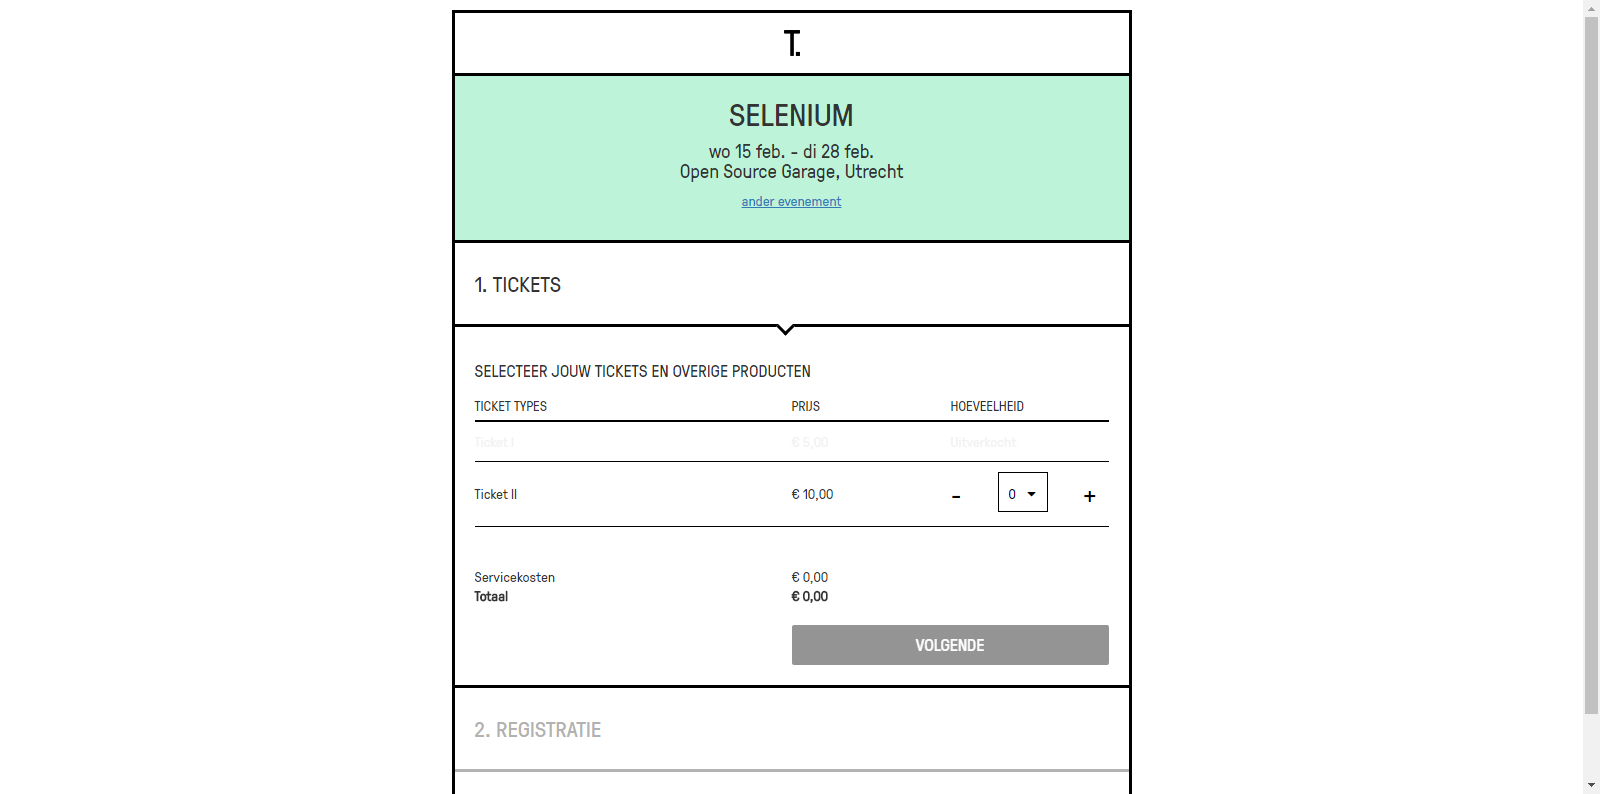 T.
SELENIUM
wo 15 feb. - di 28 feb.
Open Source Garage, Utrecht
ander evenement
1. TICKETS
SELECTEER JOUW TICKETS EN OVERIGE PRODUCTEN
TICKET TYPES PRIJS HOEVEELHEID
Ticket I € 5,00 Uitverkocht
Ticket II € 10,00 - 0 +
Servicekosten € 0,00
Totaal € 0,00
VOLGENDE
2. REGISTRATIE